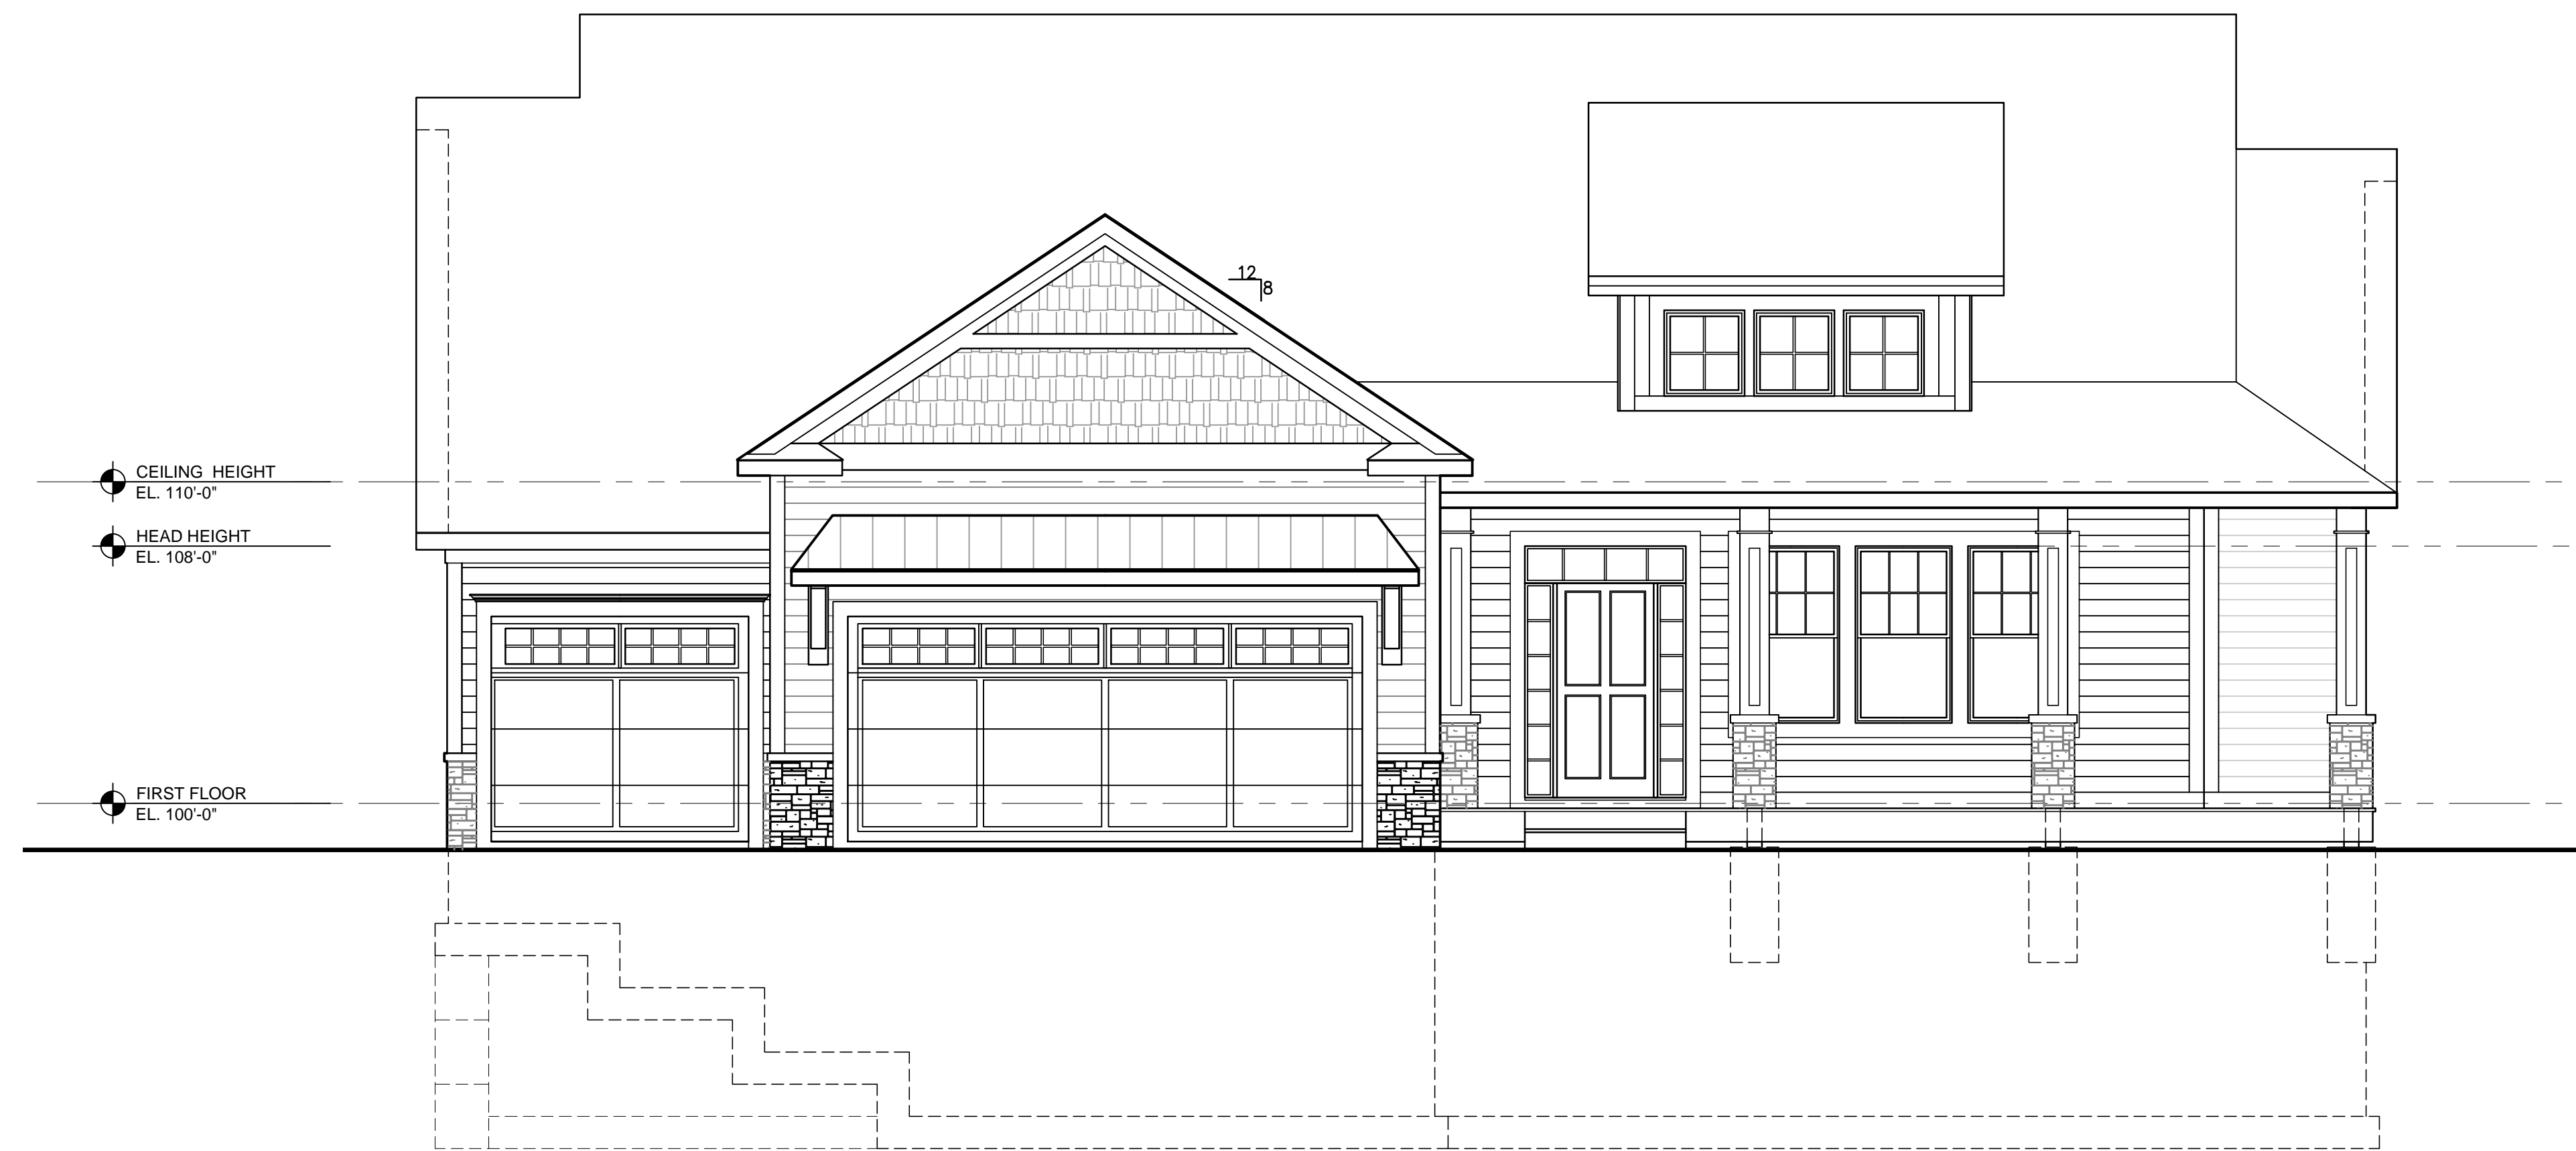 12
8
CEILING HEIGHT
EL. 110'-0"
HEAD HEIGHT
EL. 108'-0"
FIRST FLOOR
EL. 100'-0"